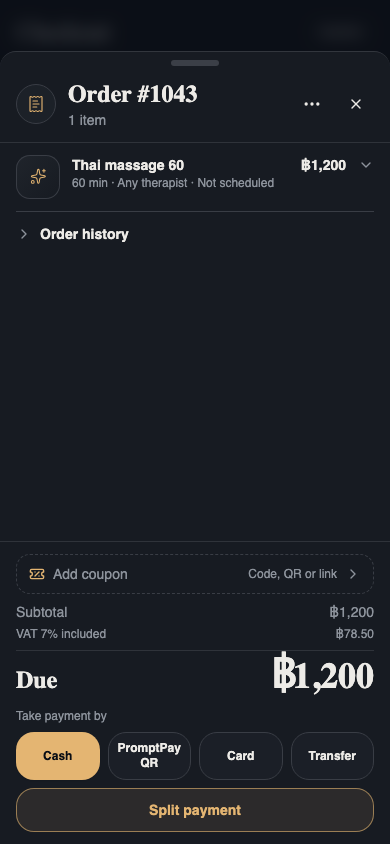 Order #1043
1 item
Thai massage 60
฿1,200
60 min · Any therapist · Not scheduled
Order history
Add coupon
Code, QR or link
Subtotal
฿1,200
VAT 7% included
฿78.50
Due
฿1,200
Take payment by
Cash
PromptPay
QR
Card
Transfer
Split payment